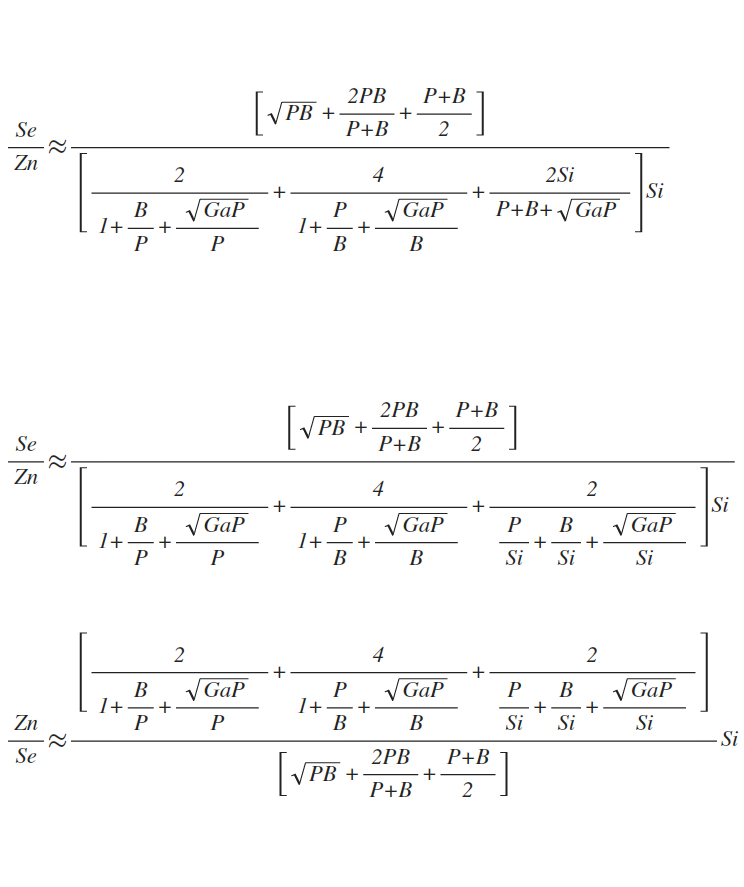 \frac{Se}{Zn} ≈ \frac{\left[\sqrt{PB} + \frac{2PB}{P+B} + \frac{P+B}{2}\right]}{\left[\frac{2}{1+\frac{B}{P}+\frac{\sqrt{GaP}}{P}} + \frac{4}{1+\frac{P}{B}+\frac{\sqrt{GaP}}{B}} + \frac{2Si}{P+B+\sqrt{GaP}}\right]Si}
\frac{Se}{Zn} ≈ \frac{\left[\sqrt{PB} + \frac{2PB}{P+B} + \frac{P+B}{2}\right]}{\left[\frac{2}{1+\frac{B}{P}+\frac{\sqrt{GaP}}{P}} + \frac{4}{1+\frac{P}{B}+\frac{\sqrt{GaP}}{B}} + \frac{2}{\frac{P}{Si}+\frac{B}{Si}+\frac{\sqrt{GaP}}{Si}}\right]Si}
\frac{Zn}{Se} ≈ \frac{\left[\frac{2}{1+\frac{B}{P}+\frac{\sqrt{GaP}}{P}} + \frac{4}{1+\frac{P}{B}+\frac{\sqrt{GaP}}{B}} + \frac{2}{\frac{P}{Si}+\frac{B}{Si}+\frac{\sqrt{GaP}}{Si}}\right]}{\left[\sqrt{PB} + \frac{2PB}{P+B} + \frac{P+B}{2}\right]} Si